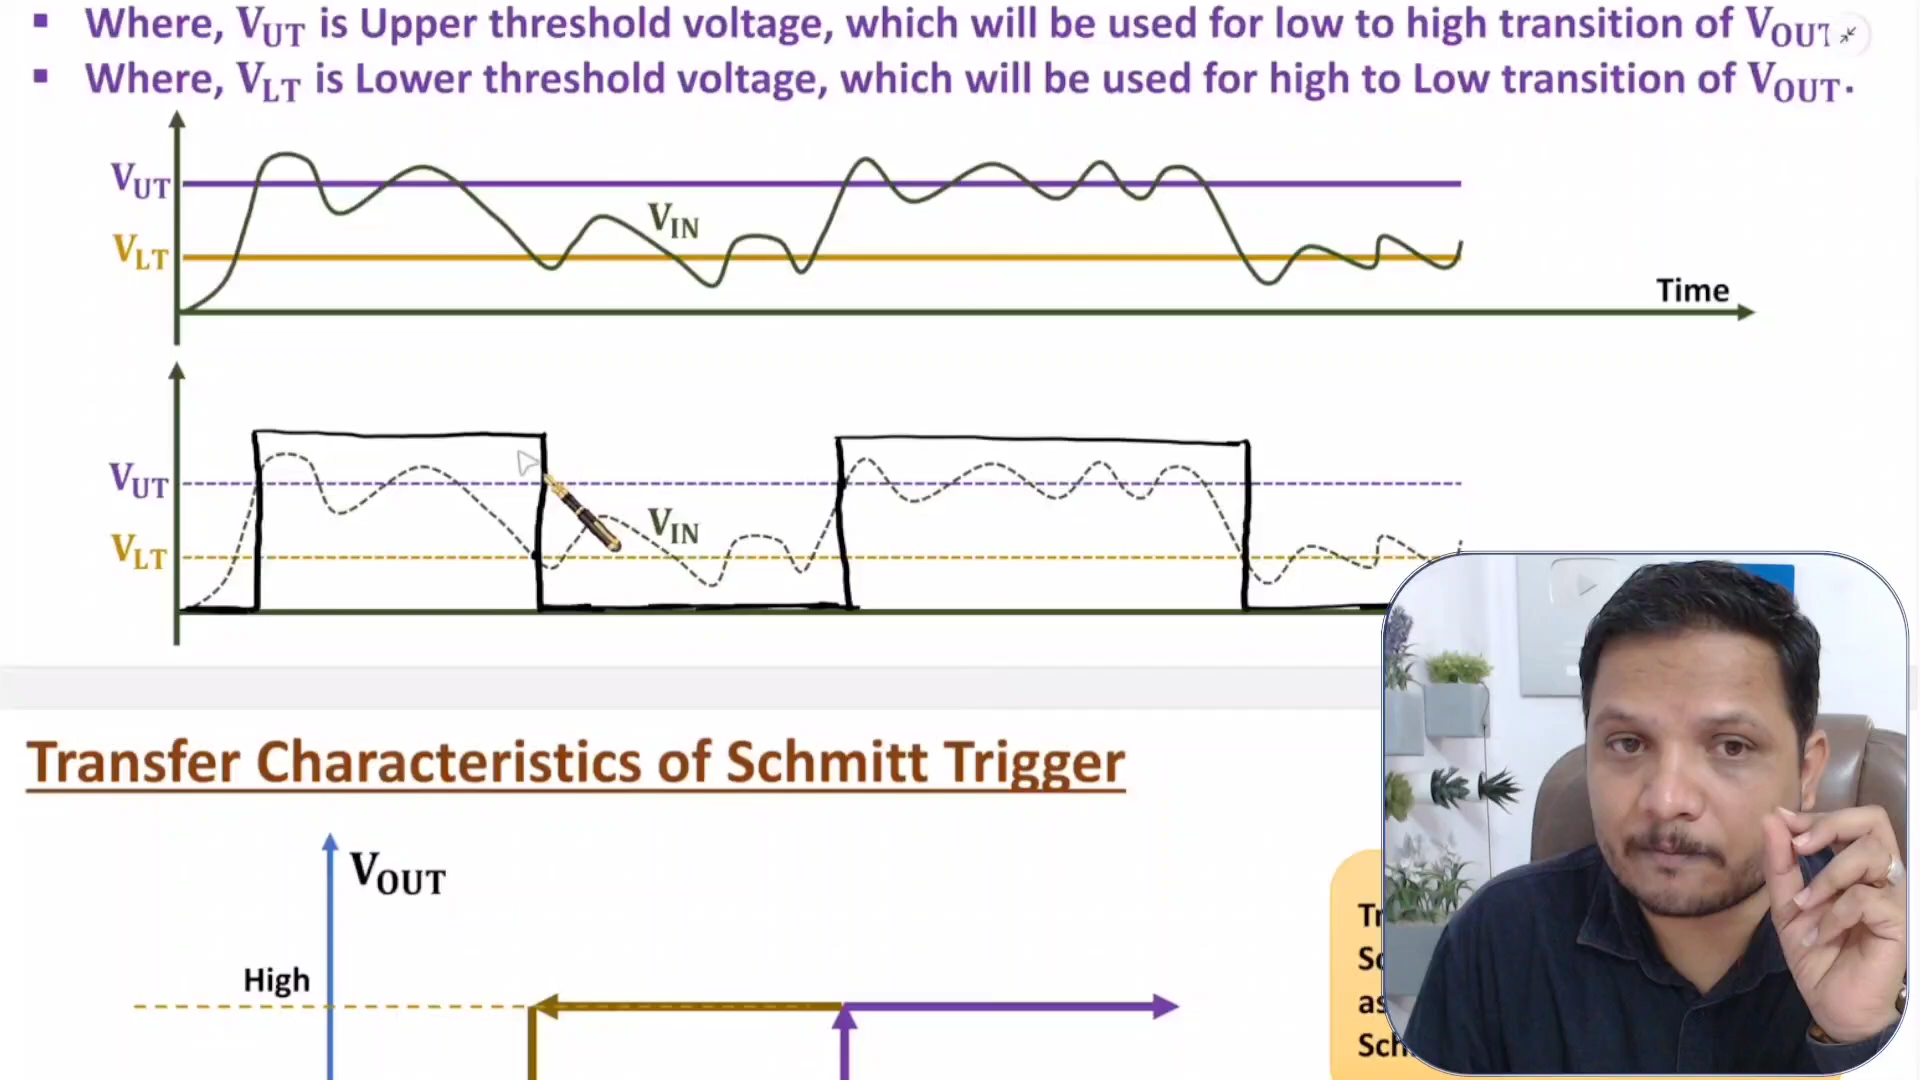 ▪ Where, VUT is Upper threshold voltage, which will be used for low to high transition of VOUT
▪ Where, VLT is Lower threshold voltage, which will be used for high to Low transition of VOUT.
VUT
VIN
VLT
Time
VUT
VIN
VLT
Transfer Characteristics of Schmitt Trigger
VOUT
High
as